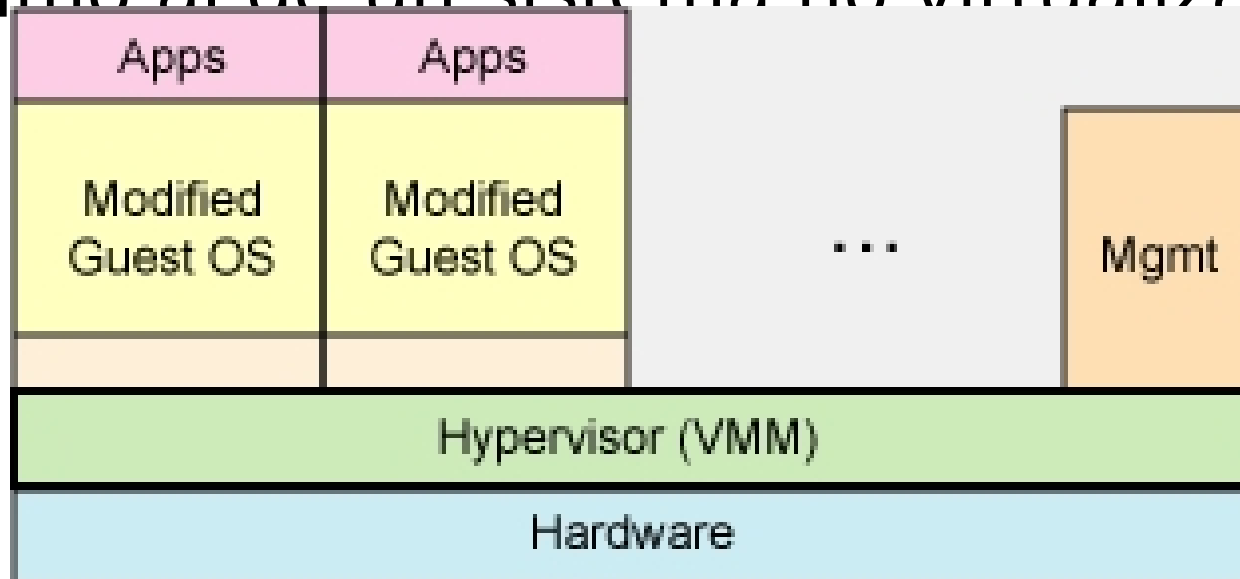 Apps Apps
Modified Modified
Guest OS Guest OS
...
Mgmt
Hypervisor (VMM)
Hardware